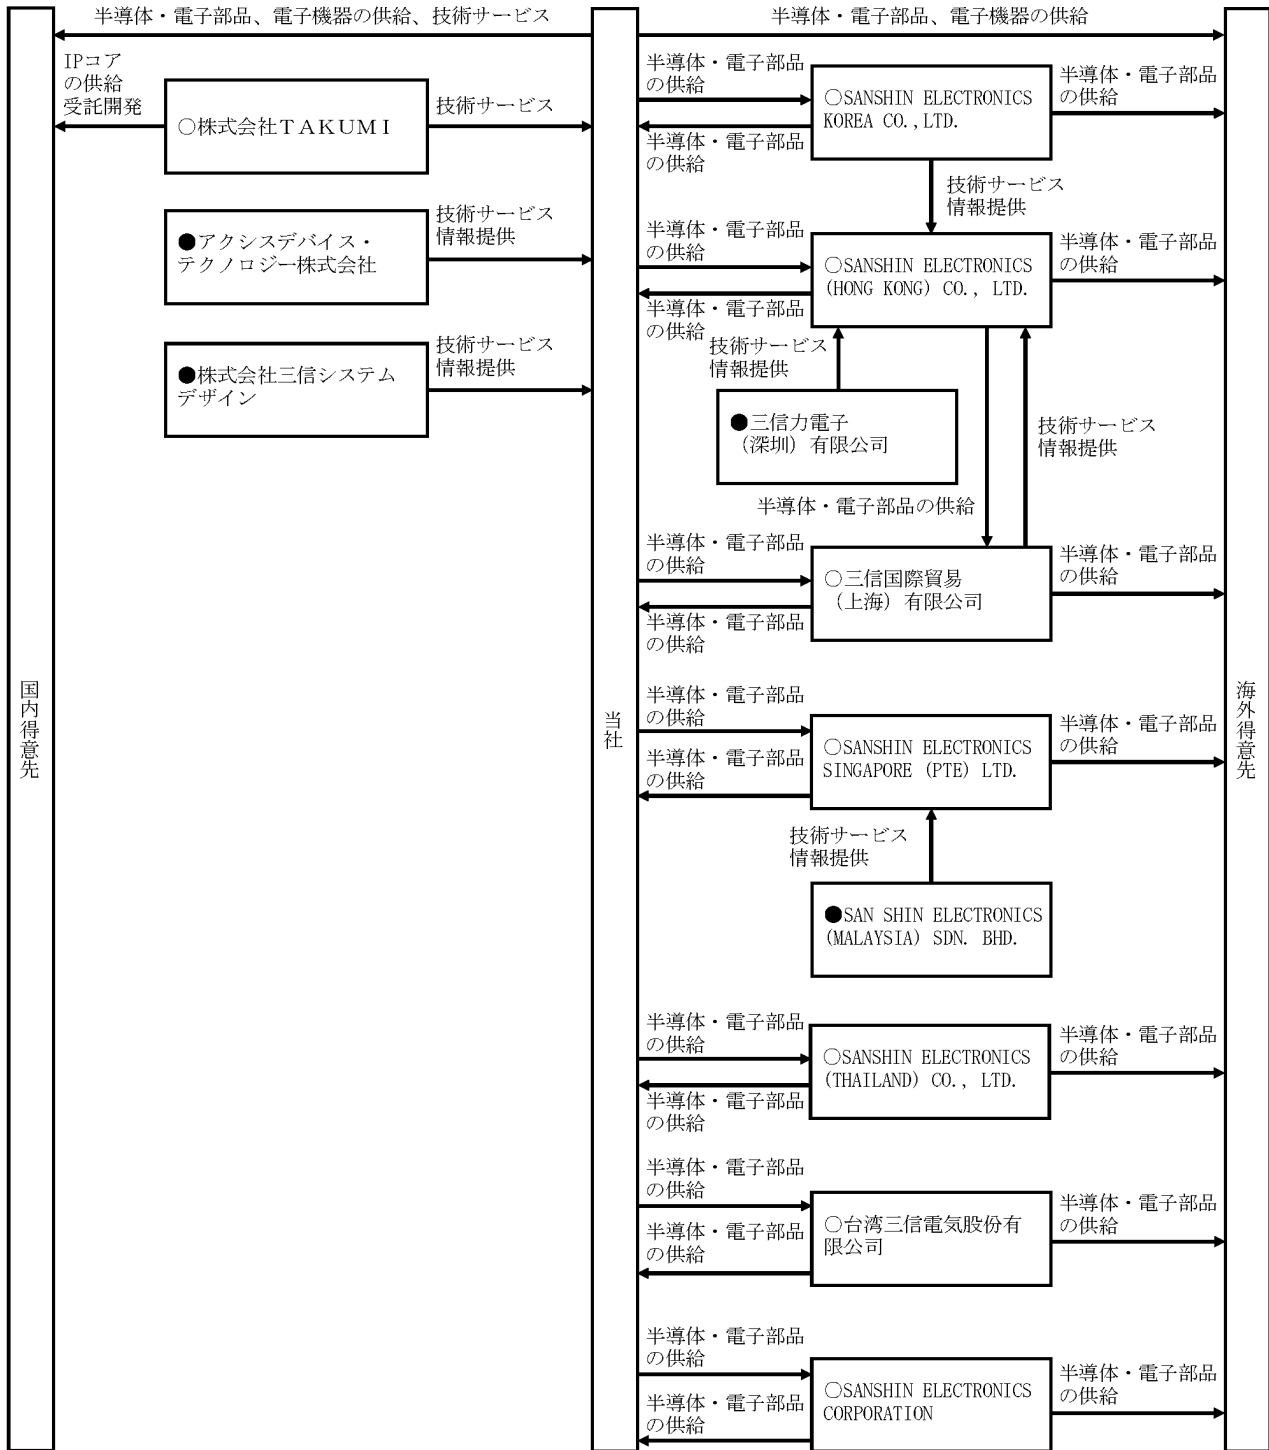 半導体・電子部品、電子機器の供給、技術サービス
半導体・電子部品、電子機器の供給
IPコア
の供給
受託開発
○株式会社ＴＡＫＵＭＩ
技術サービス
●アクシスデバイス・
テクノロジー株式会社
技術サービス
情報提供
●株式会社三信システム
デザイン
技術サービス
情報提供
国内得意先
当社
海外得意先
半導体・電子部品
の供給
○SANSHIN ELECTRONICS
KOREA CO.,LTD.
半導体・電子部品
の供給
半導体・電子部品
の供給
技術サービス
情報提供
半導体・電子部品
の供給
○SANSHIN ELECTRONICS
(HONG KONG) CO., LTD.
半導体・電子部品
の供給
半導体・電子部品
の供給
技術サービス
情報提供
●三信力電子
（深圳）有限公司
技術サービス
情報提供
半導体・電子部品の供給
半導体・電子部品
の供給
○三信国際貿易
（上海）有限公司
半導体・電子部品
の供給
半導体・電子部品
の供給
半導体・電子部品
の供給
○SANSHIN ELECTRONICS
SINGAPORE (PTE) LTD.
半導体・電子部品
の供給
半導体・電子部品
の供給
技術サービス
情報提供
●SAN SHIN ELECTRONICS
(MALAYSIA) SDN. BHD.
半導体・電子部品
の供給
○SANSHIN ELECTRONICS
(THAILAND) CO., LTD.
半導体・電子部品
の供給
半導体・電子部品
の供給
半導体・電子部品
の供給
○台湾三信電気股份有
限公司
半導体・電子部品
の供給
半導体・電子部品
の供給
半導体・電子部品
の供給
○SANSHIN ELECTRONICS
CORPORATION
半導体・電子部品
の供給
半導体・電子部品
の供給